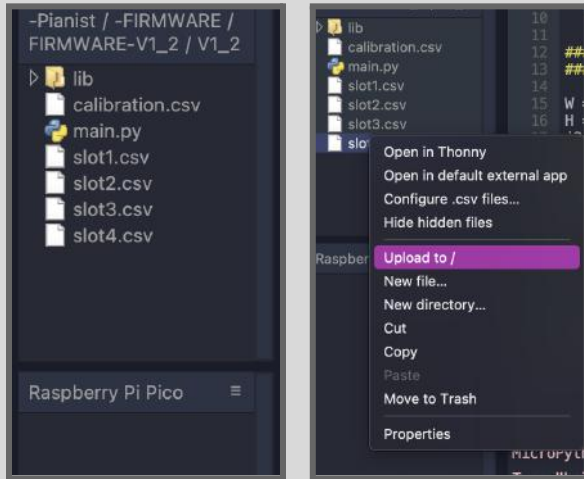 -Pianist / -FIRMWARE /
FIRMWARE-V1_2 / V1_2
lib
calibration.csv
main.py
slot1.csv
slot2.csv
slot3.csv
slot4.csv
Raspberry Pi Pico
lib
calibration.csv
main.py
slot1.csv
slot2.csv
slot3.csv
slo
Open in Thonny
Open in default external app
Configure .csv files...
Hide hidden files
Upload to /
New file...
New directory...
Cut
Copy
Paste
Move to Trash
Properties
Raspber
10
11
12 ##
13 ##
14
15 W =
16 H =